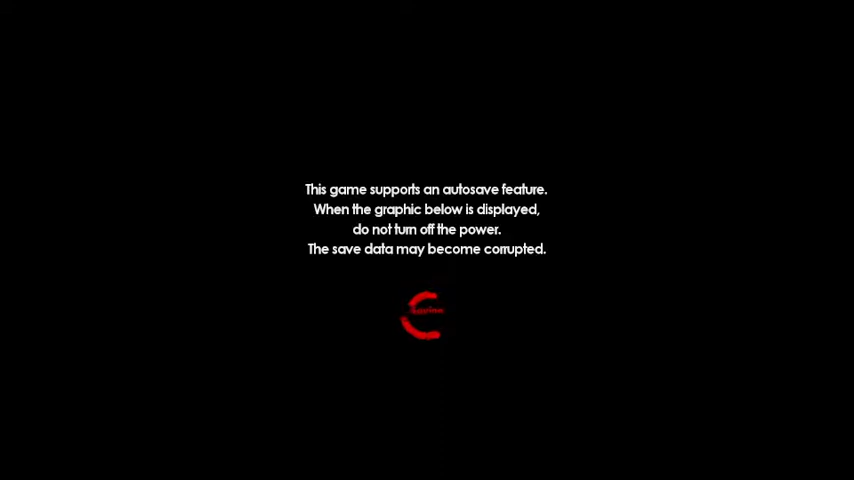 This game supports an autosave feature.
When the graphic below is displayed,
do not turn off the power.
The save data may become corrupted.